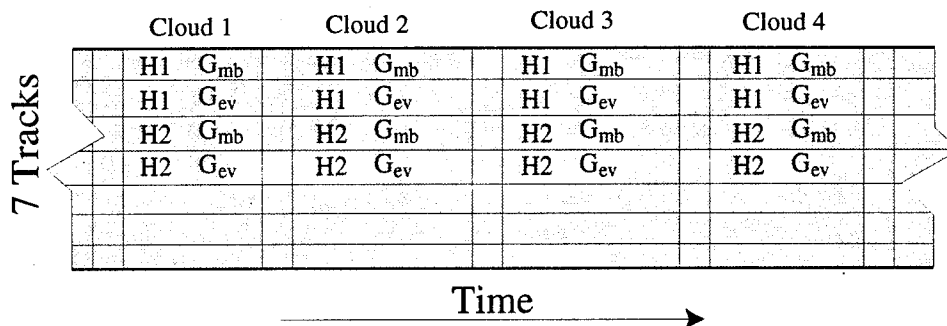 Cloud 1 Cloud 2 Cloud 3 Cloud 4
7 Tracks
H1 Gmb H1 Gmb H1 Gmb H1 Gmb
H1 Gev H1 Gev H1 Gev H1 Gev
H2 Gmb H2 Gmb H2 Gmb H2 Gmb
H2 Gev H2 Gev H2 Gev H2 Gev
Time